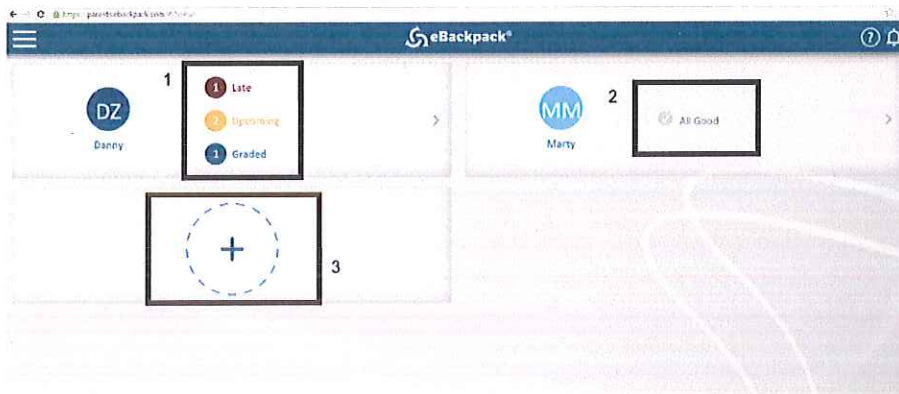 eBackpack®
1
1 Late
DZ
2 Upcoming
Danny
1 Graded
2
MM
All Good
Marty
+
3